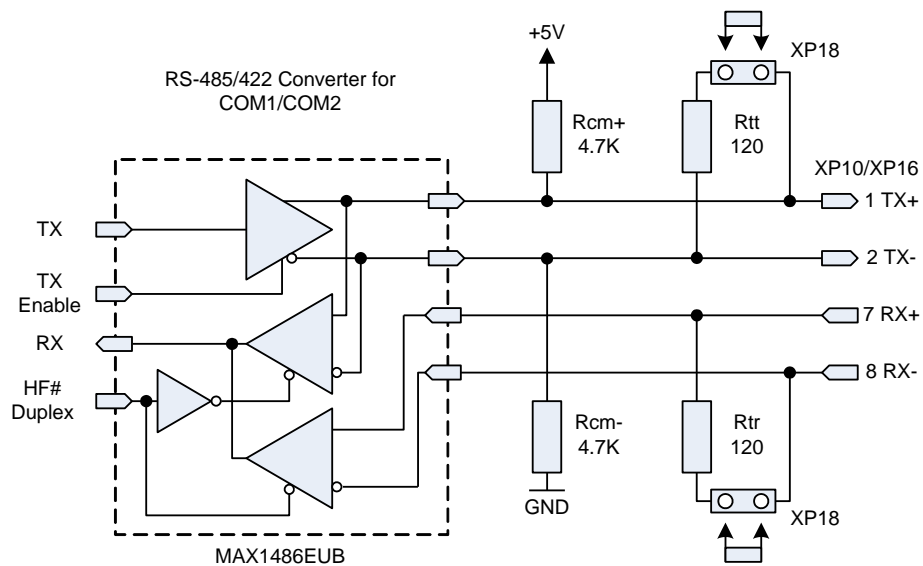 +5V
XP18
RS-485/422 Converter for
COM1/COM2
Rcm+
4.7K
Rtt
120
XP10/XP16
TX
1 TX+
TX
Enable
2 TX-
RX
7 RX+
HF#
Duplex
8 RX-
Rcm-
4.7K
Rtr
120
GND
XP18
MAX1486EUB